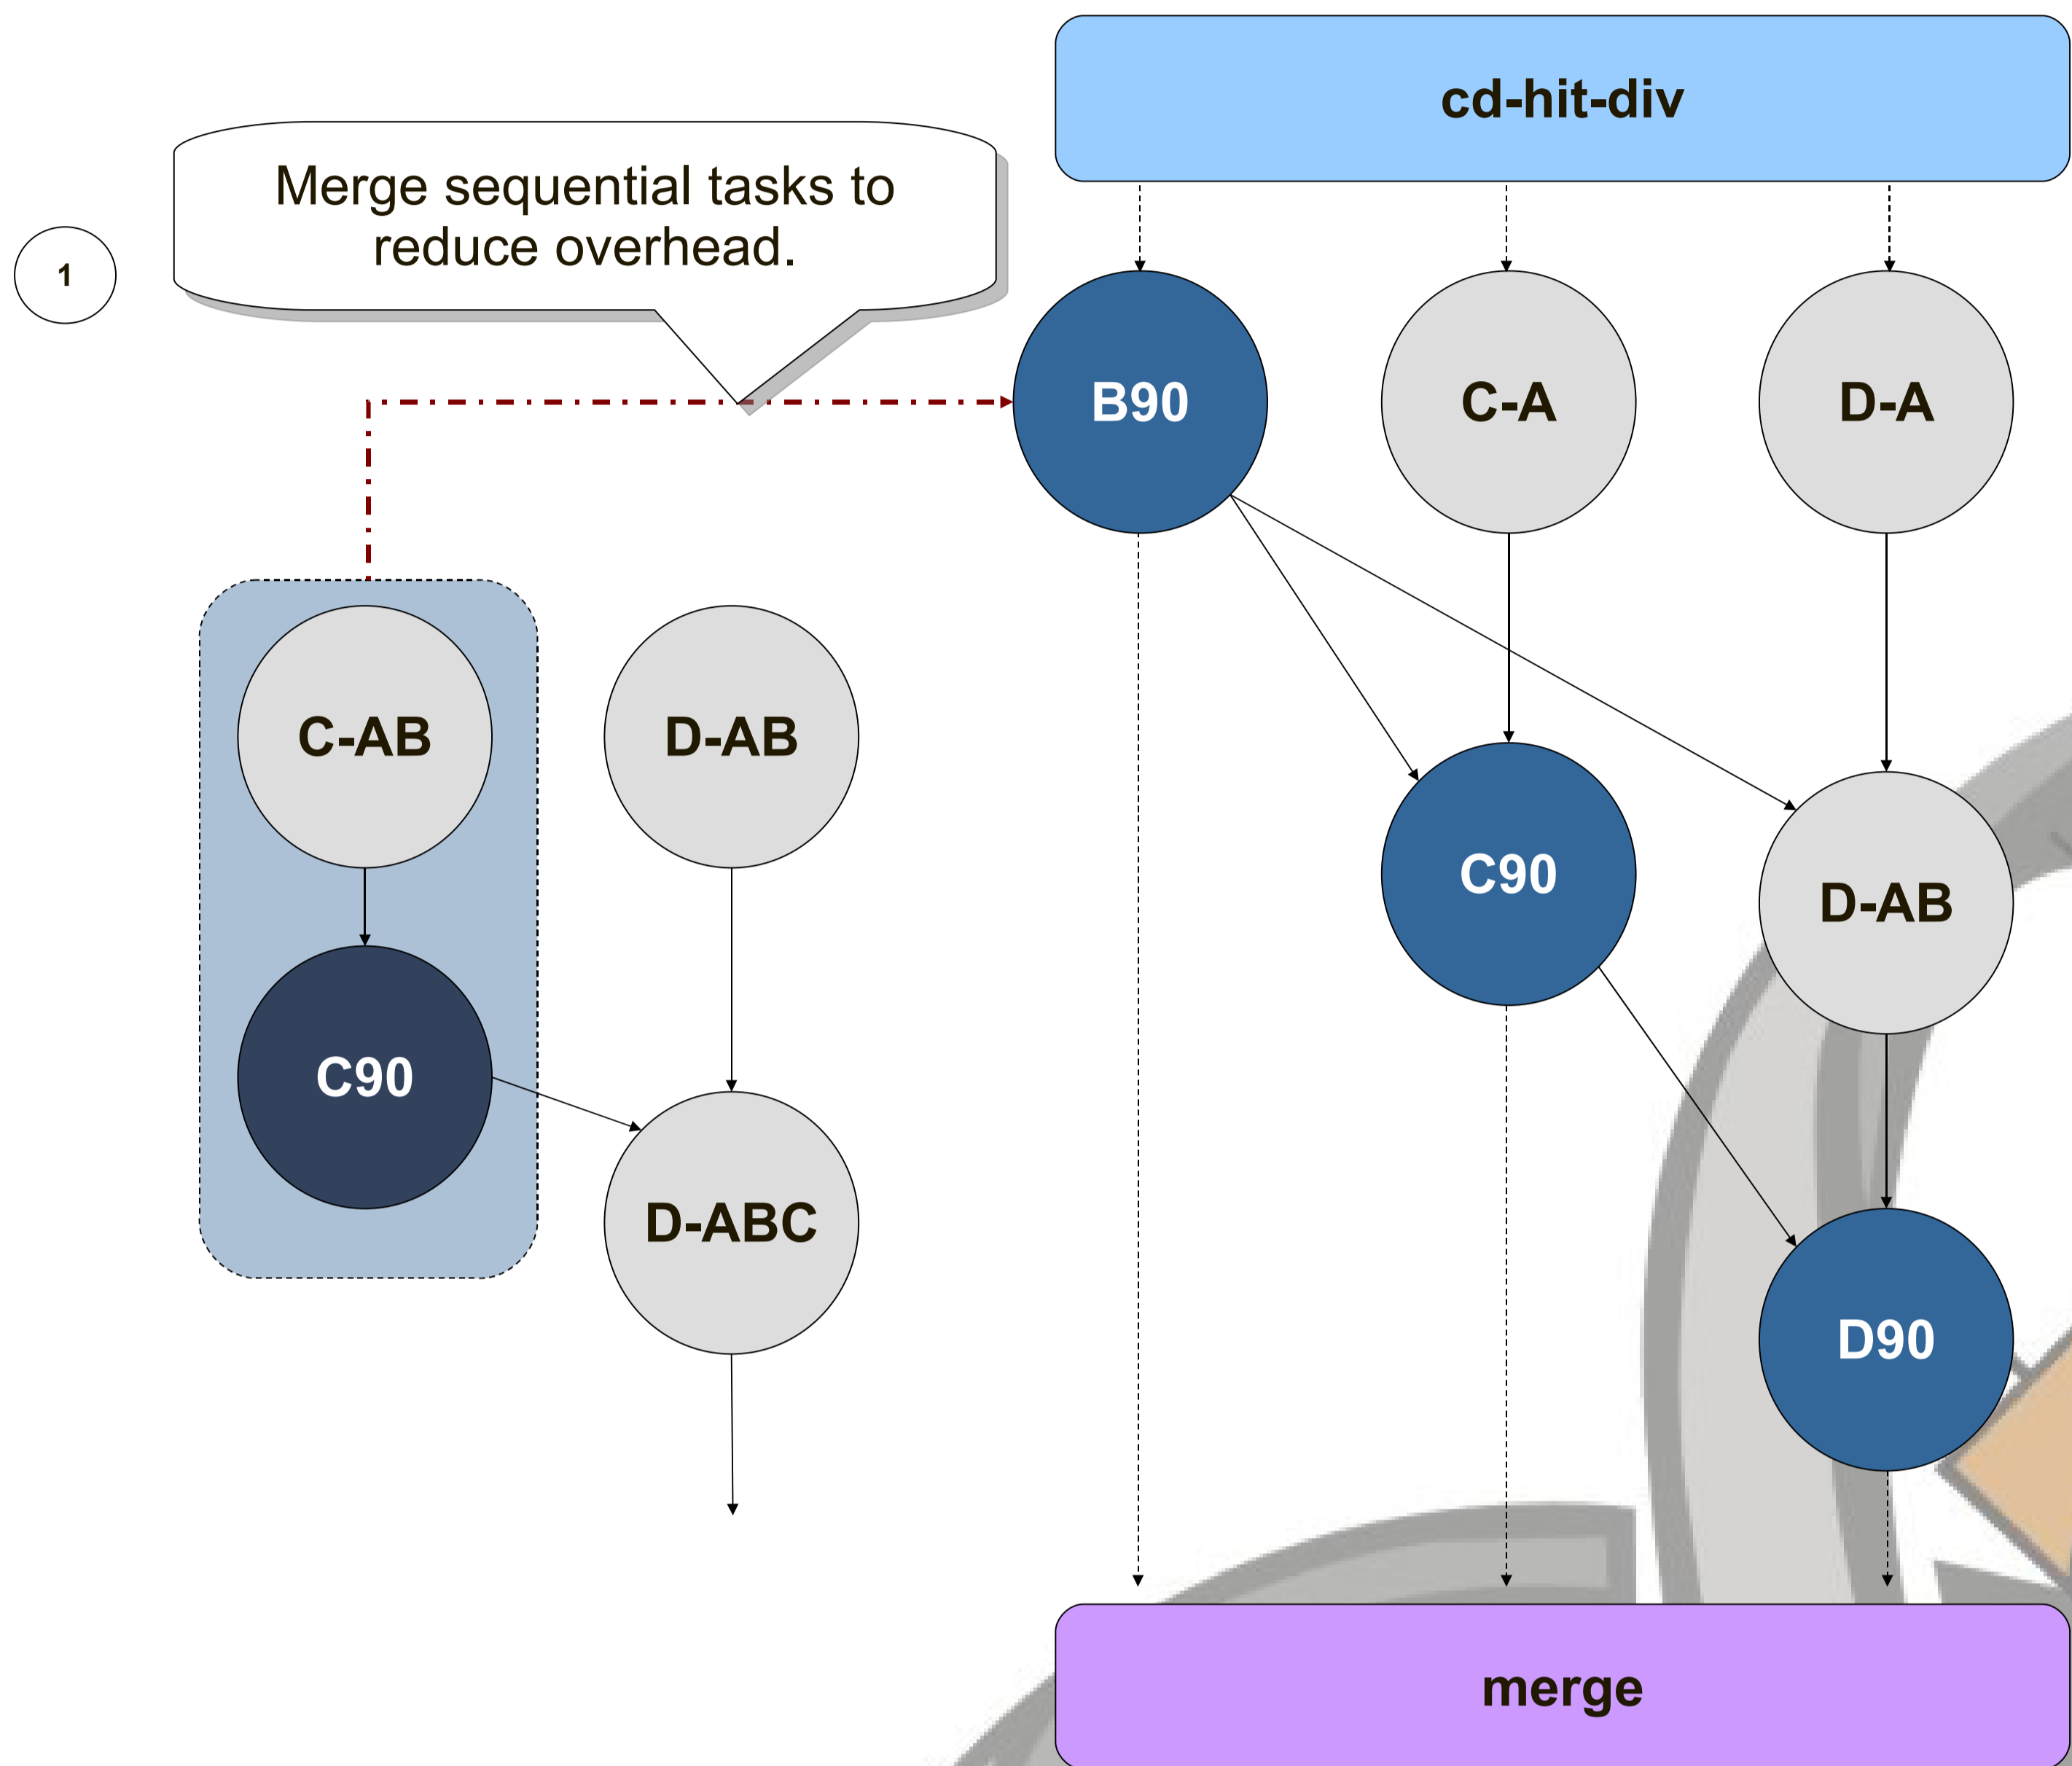 cd-hit-div
Merge sequential tasks to
reduce overhead.
1
B90
C-A
D-A
C-AB
D-AB
C90
D-AB
C90
D-ABC
D90
merge